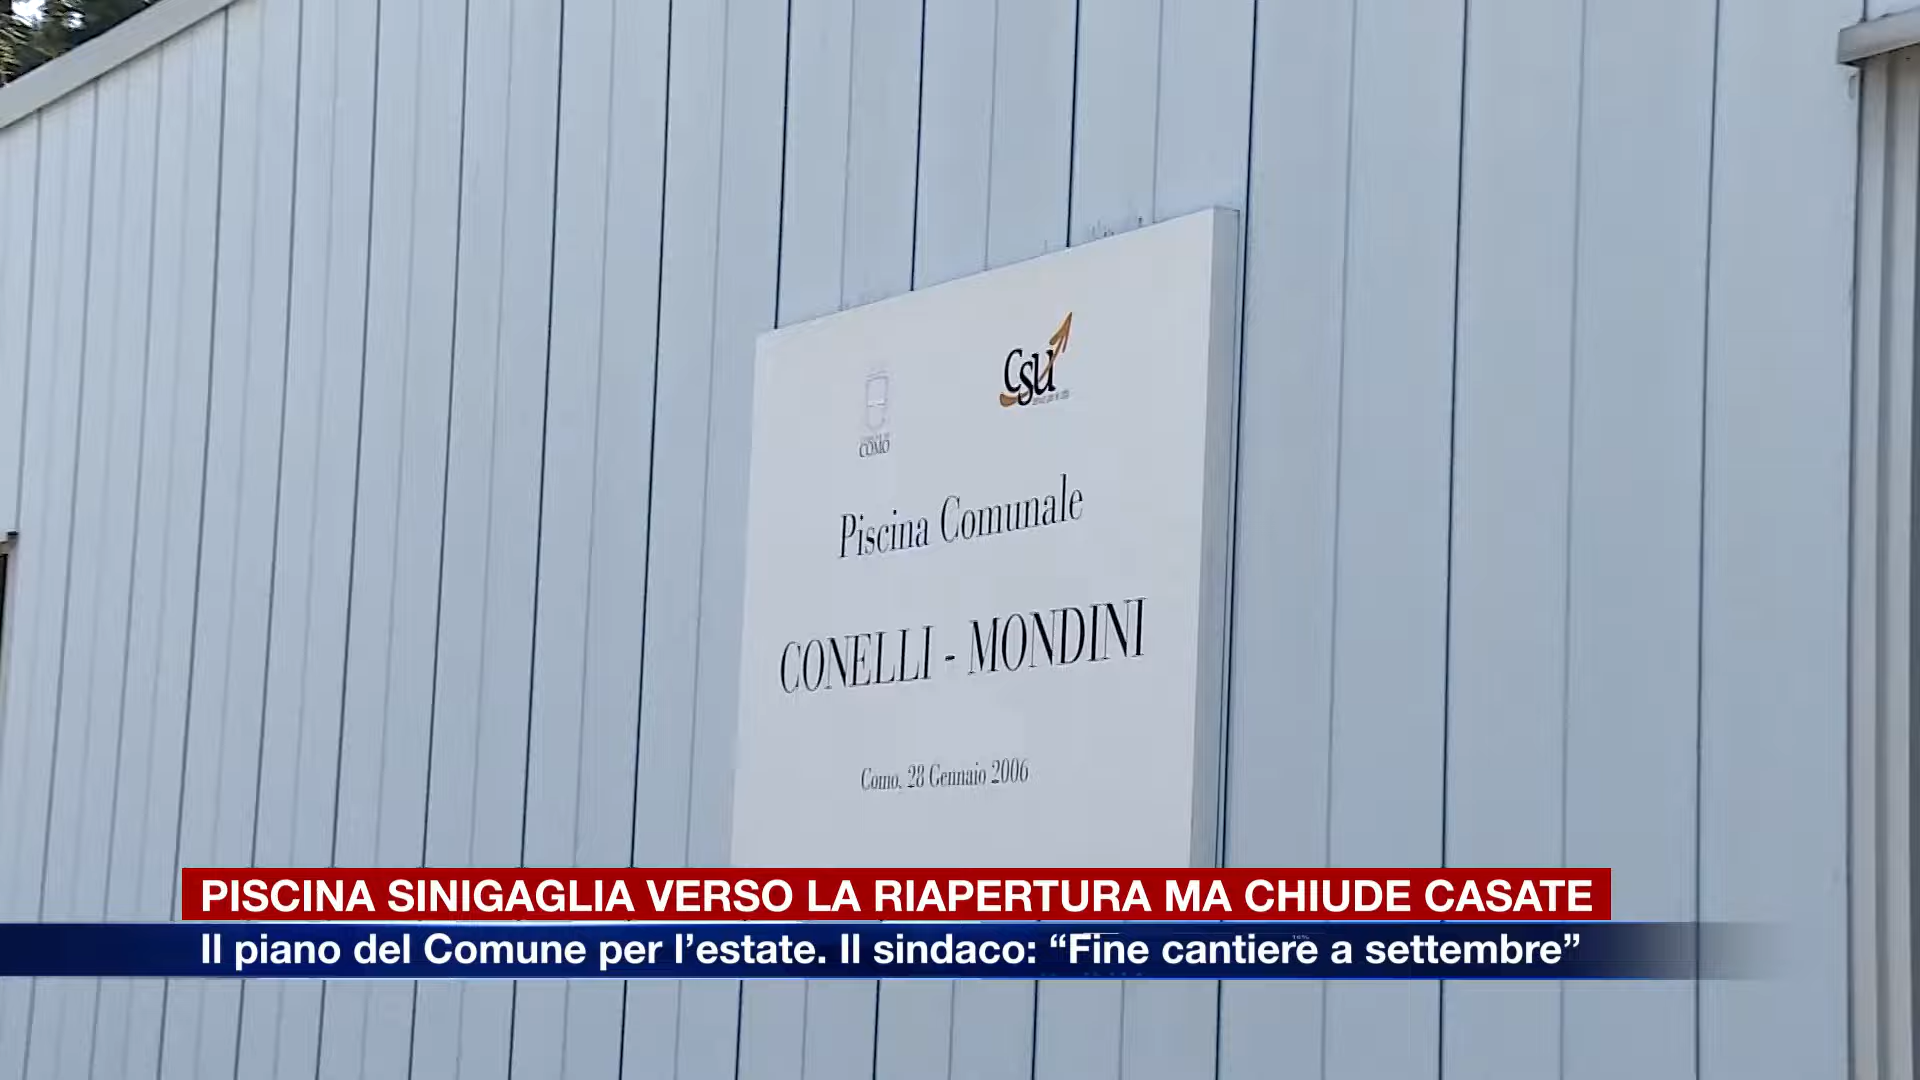 csu
COMO
Piscina Comunale
CONELLI - MONDINI
Como, 28 Gennaio 2006
PISCINA SINIGAGLIA VERSO LA RIAPERTURA MA CHIUDE CASATE
Il piano del Comune per l’estate. Il sindaco: “Fine cantiere a settembre”